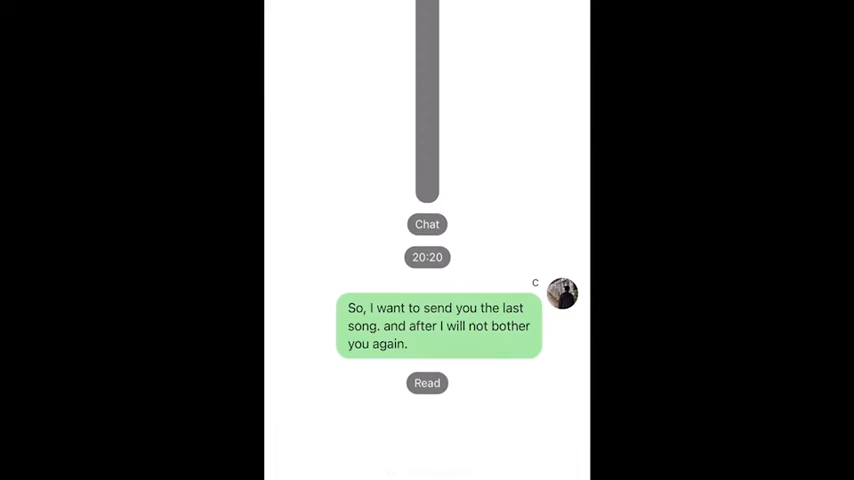 Chat
20:20
C
So, I want to send you the last
song. and after I will not bother
you again.
Read